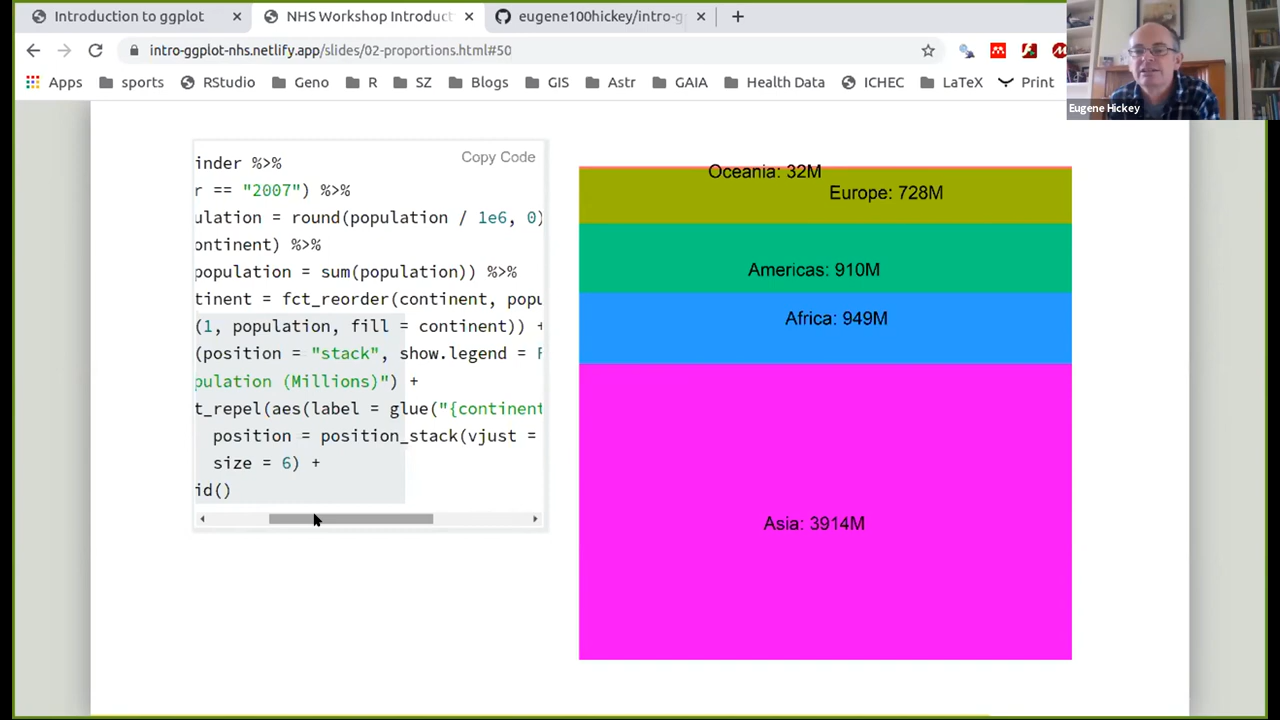 Introduction to ggplot
NHS Workshop Introduct
eugene100hickey/intro-g
intro-ggplot-nhs.netlify.app/slides/02-proportions.html#50
Apps sports RStudio Geno R SZ Blogs GIS Astr GAIA Health Data ICHEC LaTeX Print
Eugene Hickey
Copy Code
inder %>%
r == "2007") %>%
ulation = round(population / 1e6, 0)
ontinent) %>%
population = sum(population)) %>%
tinent = fct_reorder(continent, popu
(1, population, fill = continent)) +
(position = "stack", show.legend = F
pulation (Millions)") +
t_repel(aes(label = glue("{continent
position = position_stack(vjust =
size = 6) +
id()
Oceania: 32M
Europe: 728M
Americas: 910M
Africa: 949M
Asia: 3914M